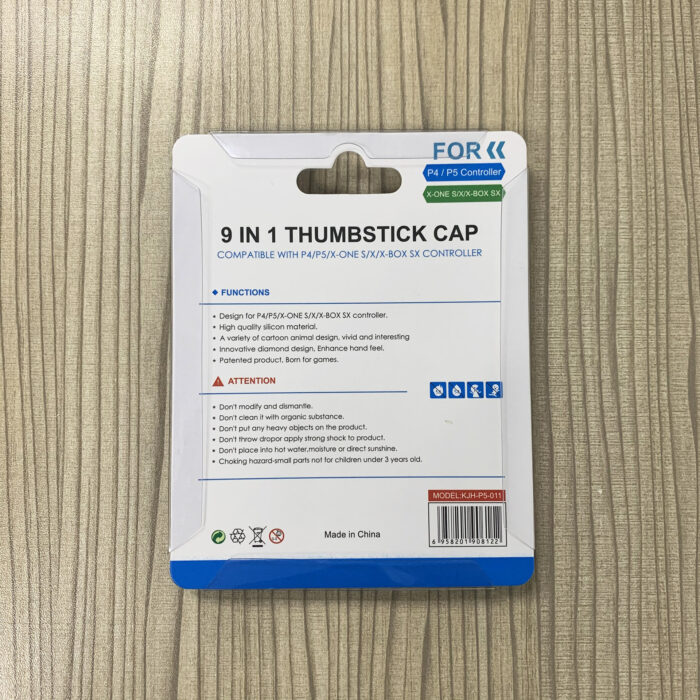 FOR
P4 / P5 Controller
X-ONE S/X/X-BOX SX
9 IN 1 THUMBSTICK CAP
COMPATIBLE WITH P4/P5/X-ONE S/X/X-BOX SX CONTROLLER
FUNCTIONS
Design for P4/P5/X-ONE S/X/X-BOX SX controller.
High quality silicon material.
A variety of cartoon animal design, vivid and interesting
Innovative diamond design, Enhance hand feel.
Patented product, Born for games.
ATTENTION
Don't modify and dismantle.
Don't clean it with organic substance.
Don't put any heavy objects on the product.
Don't throw dropor apply strong shock to product.
Don't place into hot water,moisture or direct sunshine.
Choking hazard-small parts not for children under 3 years old.
MODEL:KJH-P5-011
Made in China
6 958201 908122